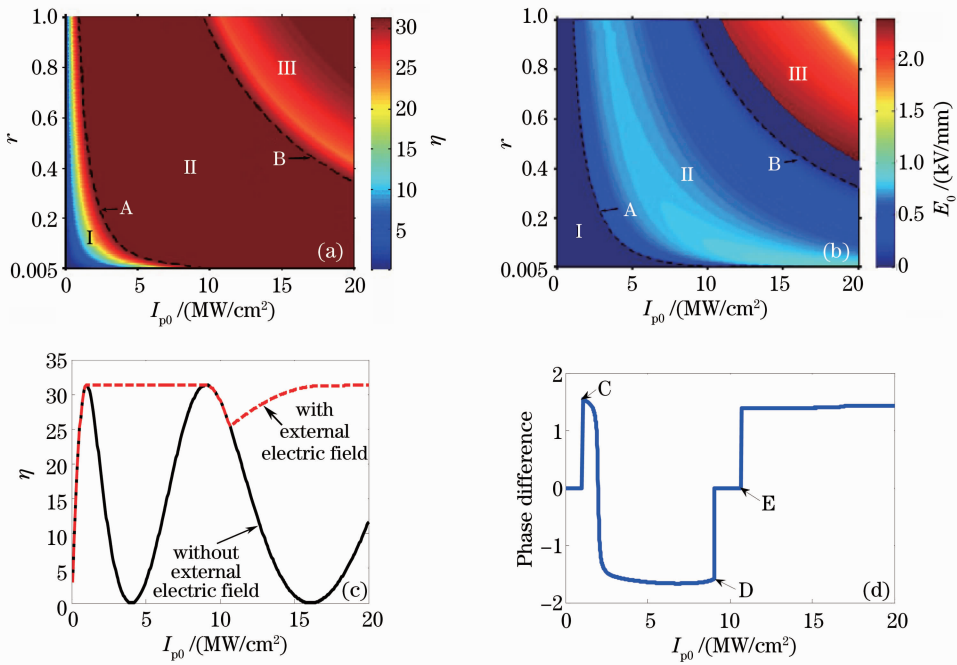 1.0
0.8
0.6
0.4
0.2
0.005
r
I
II
III
A
B
(a)
0 5 10 15 20
I_p0 /(MW/cm²)
30
25
20
15
10
5
η
1.0
0.8
0.6
0.4
0.2
0.005
r
I
II
III
A
B
(b)
0 5 10 15 20
I_p0 /(MW/cm²)
2.0
1.5
1.0
0.5
0
E_0 /(kV/mm)
35
30
25
20
15
10
5
0
η
with
external
electric field
without
external
electric field
(c)
0 5 10 15 20
I_p0 /(MW/cm²)
2
1
0
−1
−2
Phase difference
C
D
E
(d)
0 5 10 15 20
I_p0 /(MW/cm²)